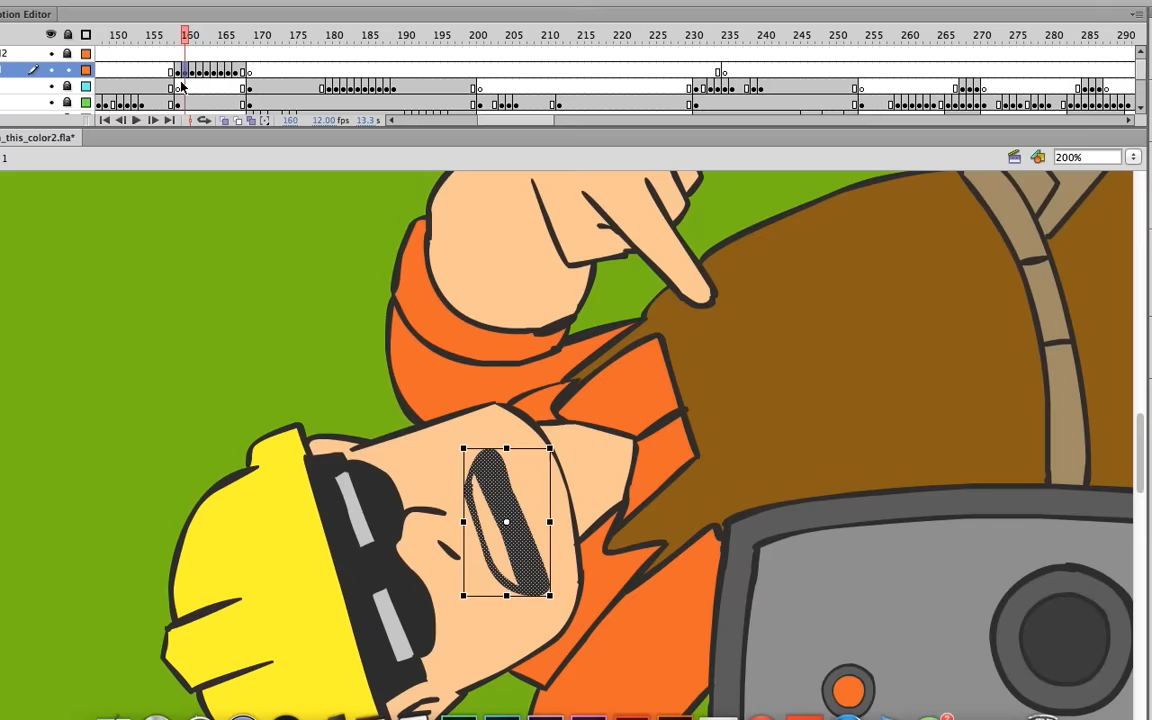 ption Editor
150 155 160 165 170 175 180 185 190 195 200 205 210 215 220 225 230 235 240 245 250 255 260 265 270 275 280 285 290
12
160 12.00 fps 13.3 s
_this_color2.fla*
1 200%